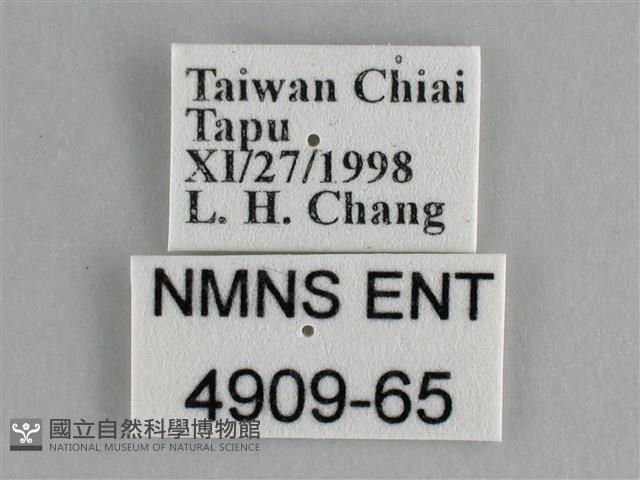 Taiwan Chiai
Tapu
XI/27/1998
L. H. Chang
NMNS ENT
4909-65
國立自然科學博物館
NATIONAL MUSEUM OF NATURAL SCIENCE